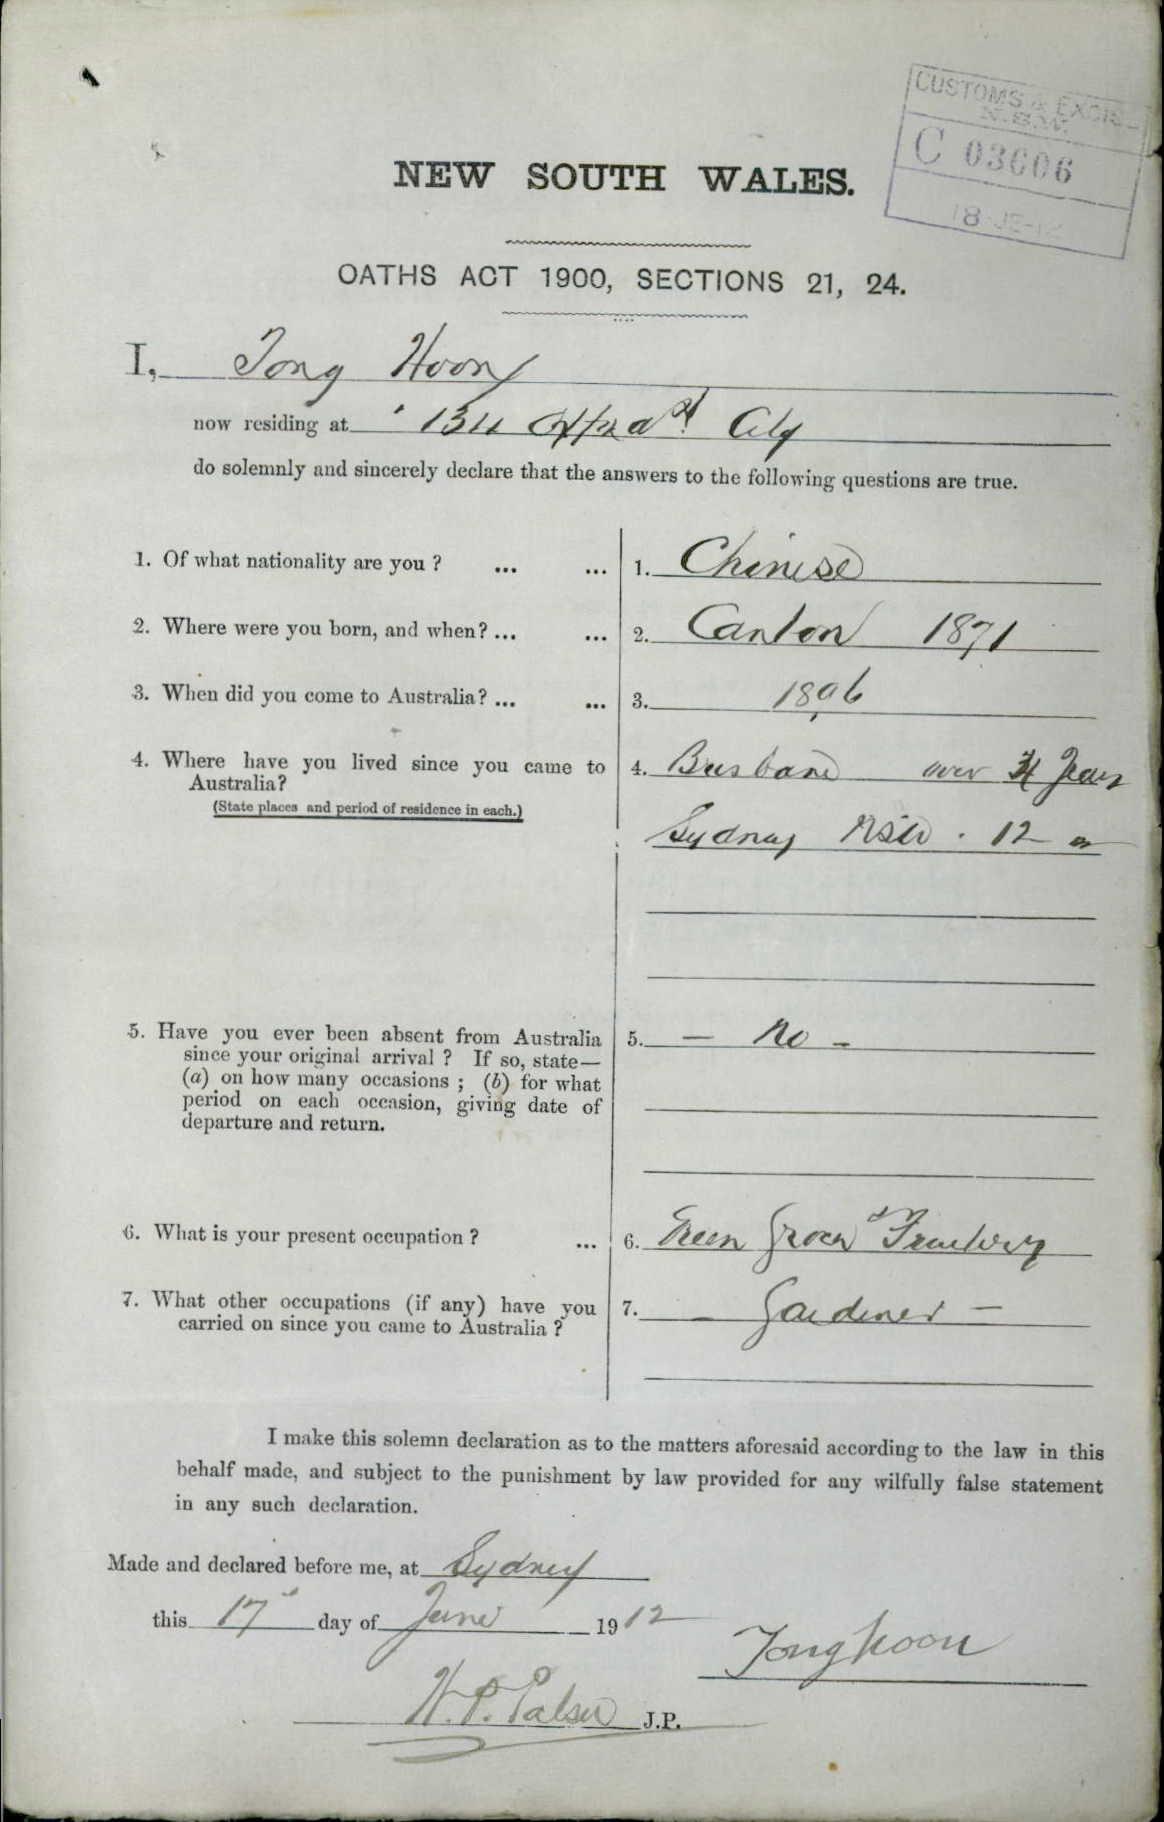 CUSTOMS & EXCISE
N.S.W.
C 03606
18 JE-12
NEW SOUTH WALES.
OATHS ACT 1900, SECTIONS 21, 24.
I, Tong Hoon
now residing at 134 Oxford St City
do solemnly and sincerely declare that the answers to the following questions are true.
1. Of what nationality are you ? ... ... 1. Chinese
2. Where were you born, and when? ... ... 2. Canton 1871
3. When did you come to Australia? ... ... 3. 1896
4. Where have you lived since you came to 4. Brisbane over 4 Years
Australia?
(State places and period of residence in each.)
Sydney NSW. 12
5. Have you ever been absent from Australia 5. — No —
since your original arrival ? If so, state—
(a) on how many occasions ; (b) for what
period on each occasion, giving date of
departure and return.
6. What is your present occupation ? ... 6. Green Grocer & Fruiterer
7. What other occupations (if any) have you 7. — Gardener —
carried on since you came to Australia ?
I make this solemn declaration as to the matters aforesaid according to the law in this
behalf made, and subject to the punishment by law provided for any wilfully false statement
in any such declaration.
Made and declared before me, at Sydney
this 17 day of June 1912
Tong hoon
H. P. Palser J.P.